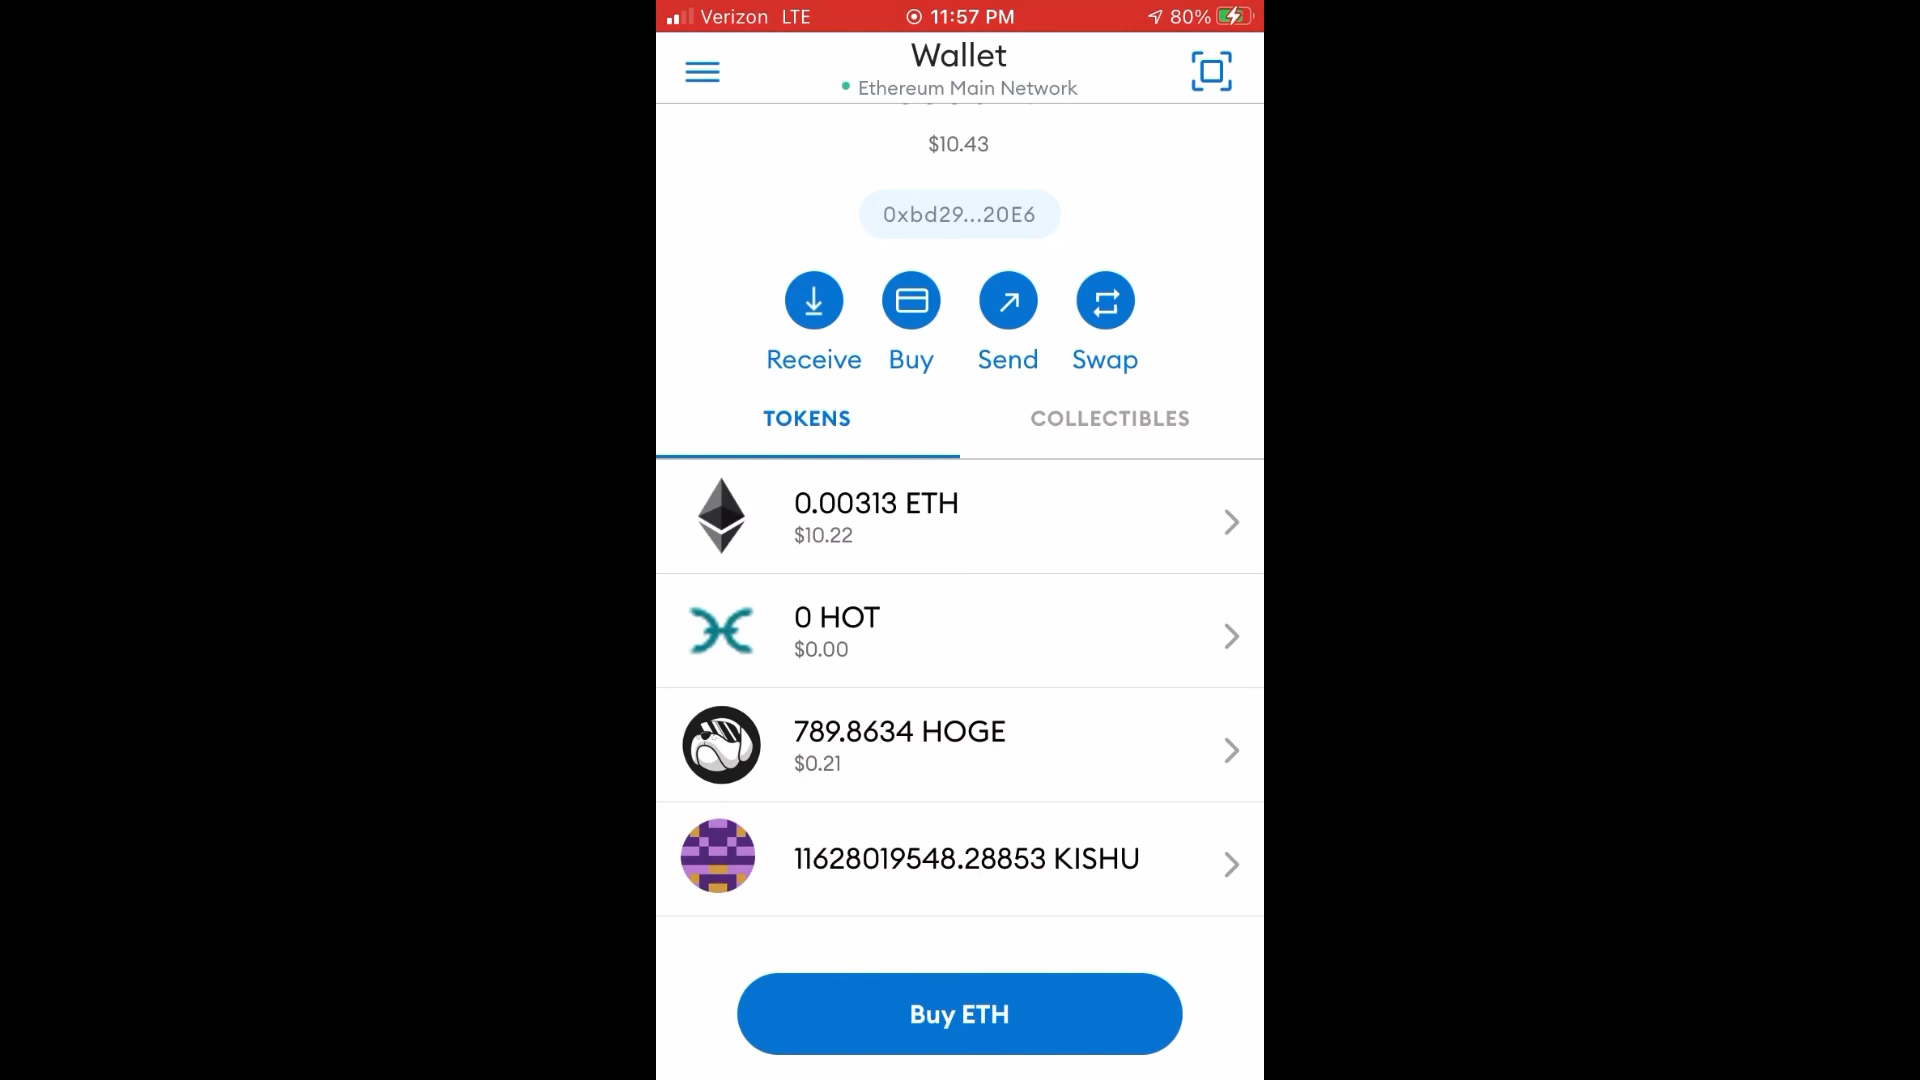 Verizon LTE 11:57 PM 80%
Wallet
Ethereum Main Network
$10.43
0xbd29...20E6
Receive Buy Send Swap
TOKENS COLLECTIBLES
0.00313 ETH
$10.22
0 HOT
$0.00
789.8634 HOGE
$0.21
11628019548.28853 KISHU
Buy ETH